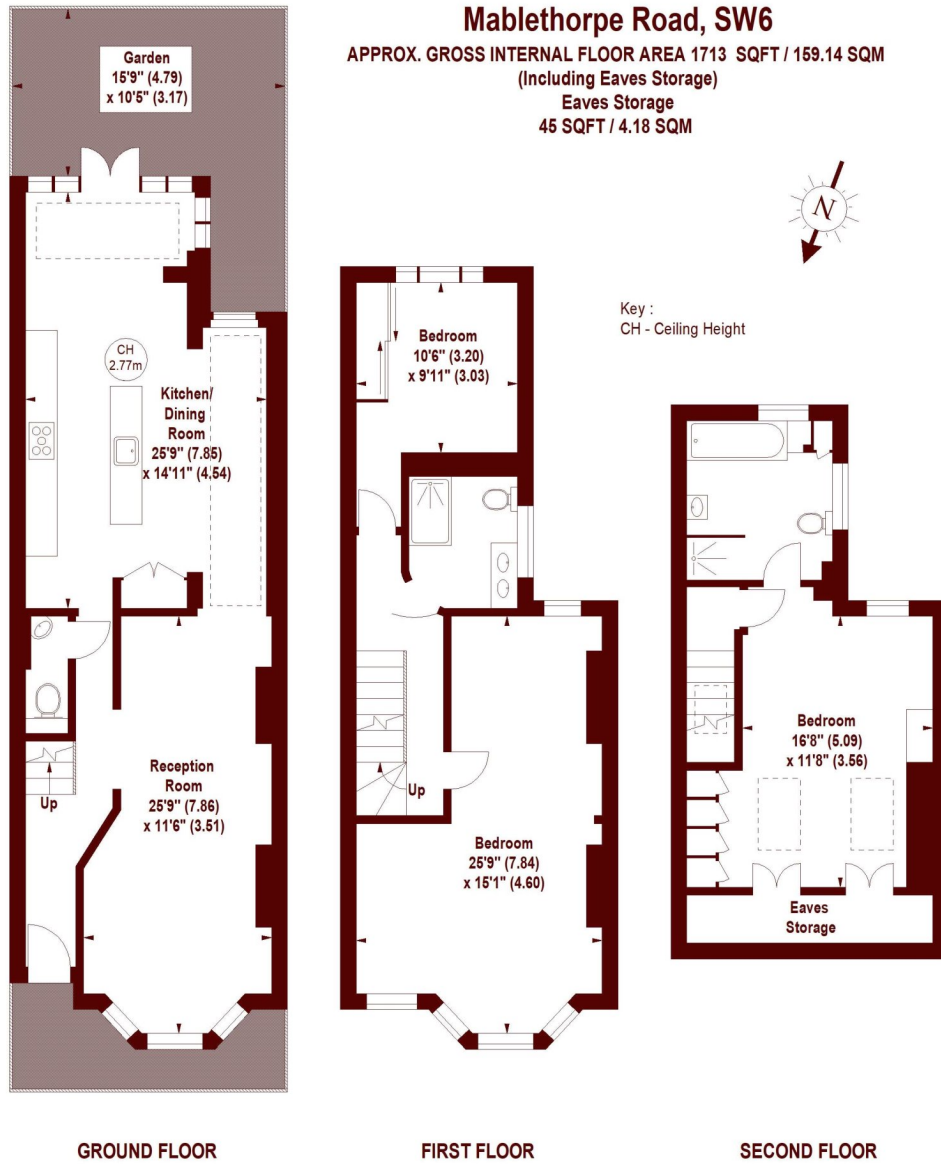 Mablethorpe Road, SW6
APPROX. GROSS INTERNAL FLOOR AREA 1713 SQFT / 159.14 SQM
(Including Eaves Storage)
Eaves Storage
45 SQFT / 4.18 SQM
N
Key :
CH - Ceiling Height
Garden
15'9" (4.79)
x 10'5" (3.17)
CH
2.77m
Kitchen/
Dining
Room
25'9" (7.85)
x 14'11" (4.54)
Reception
Room
25'9" (7.86)
x 11'6" (3.51)
Up
Bedroom
10'6" (3.20)
x 9'11" (3.03)
Up
Bedroom
25'9" (7.84)
x 15'1" (4.60)
Bedroom
16'8" (5.09)
x 11'8" (3.56)
Eaves
Storage
GROUND FLOOR
FIRST FLOOR
SECOND FLOOR